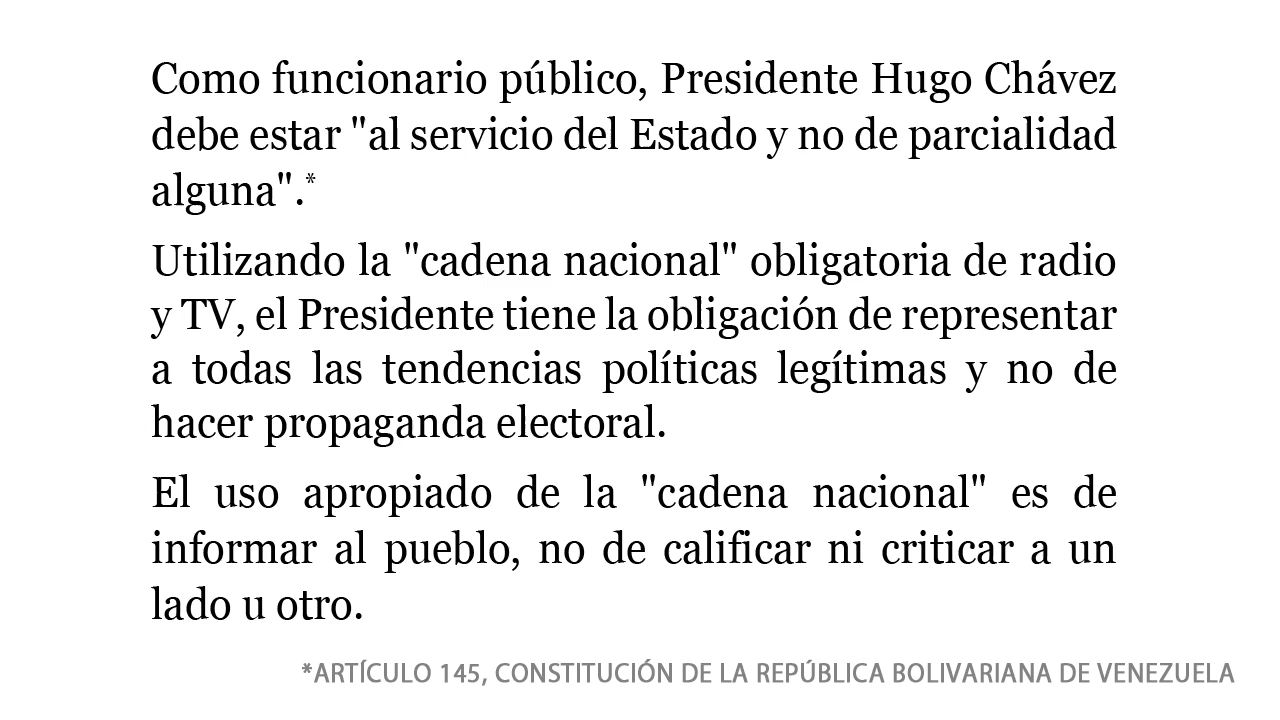 Como funcionario público, Presidente Hugo Chávez
debe estar "al servicio del Estado y no de parcialidad
alguna".*
Utilizando la "cadena nacional" obligatoria de radio
y TV, el Presidente tiene la obligación de representar
a todas las tendencias políticas legítimas y no de
hacer propaganda electoral.
El uso apropiado de la "cadena nacional" es de
informar al pueblo, no de calificar ni criticar a un
lado u otro.
*ARTÍCULO 145, CONSTITUCIÓN DE LA REPÚBLICA BOLIVARIANA DE VENEZUELA